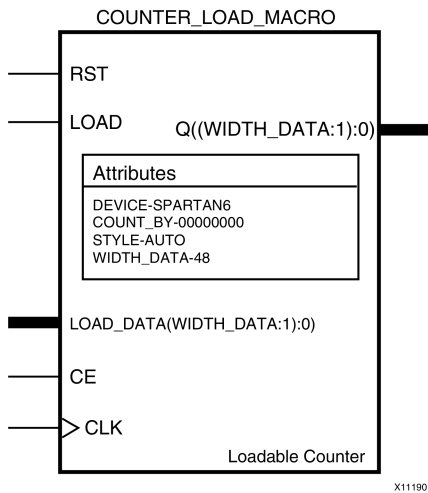 COUNTER_LOAD_MACRO
RST
LOAD
Q((WIDTH_DATA:1):0)
Attributes
DEVICE-SPARTAN6
COUNT_BY-00000000
STYLE-AUTO
WIDTH_DATA-48
LOAD_DATA(WIDTH_DATA:1):0)
CE
CLK
Loadable Counter
X11190